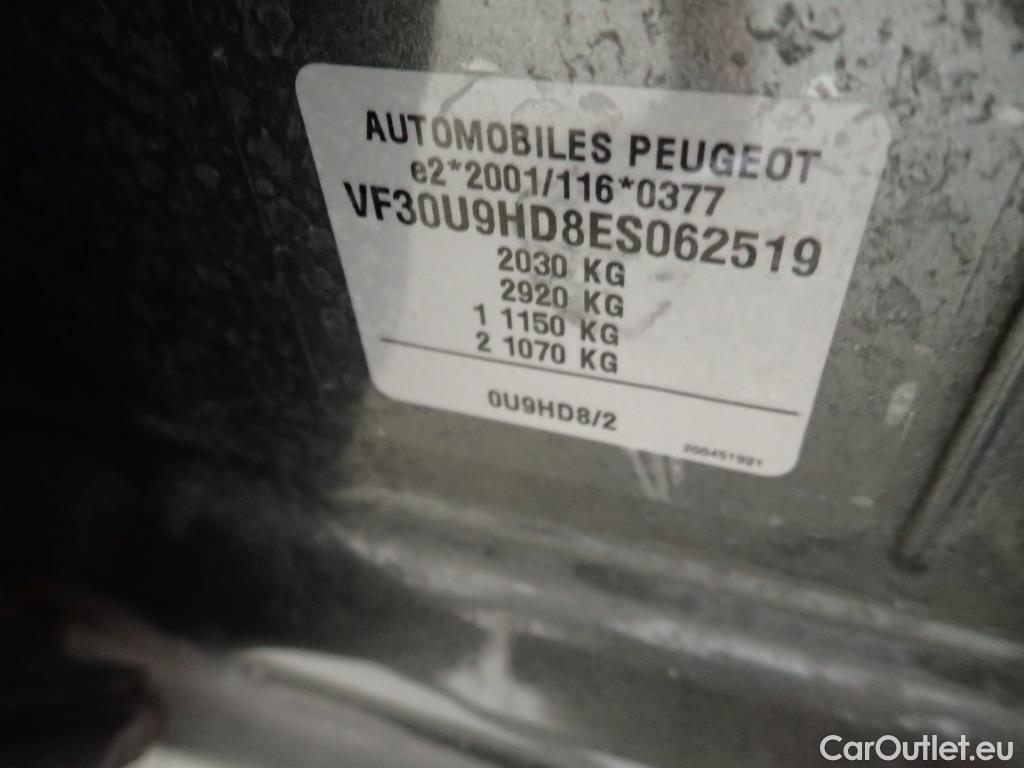 AUTOMOBILES PEUGEOT
e2*2001/116*0377
VF30U9HD8ES062519
2030 KG
2920 KG
1 1150 KG
2 1070 KG
0U9HD8/2
200451921
CarOutlet.eu